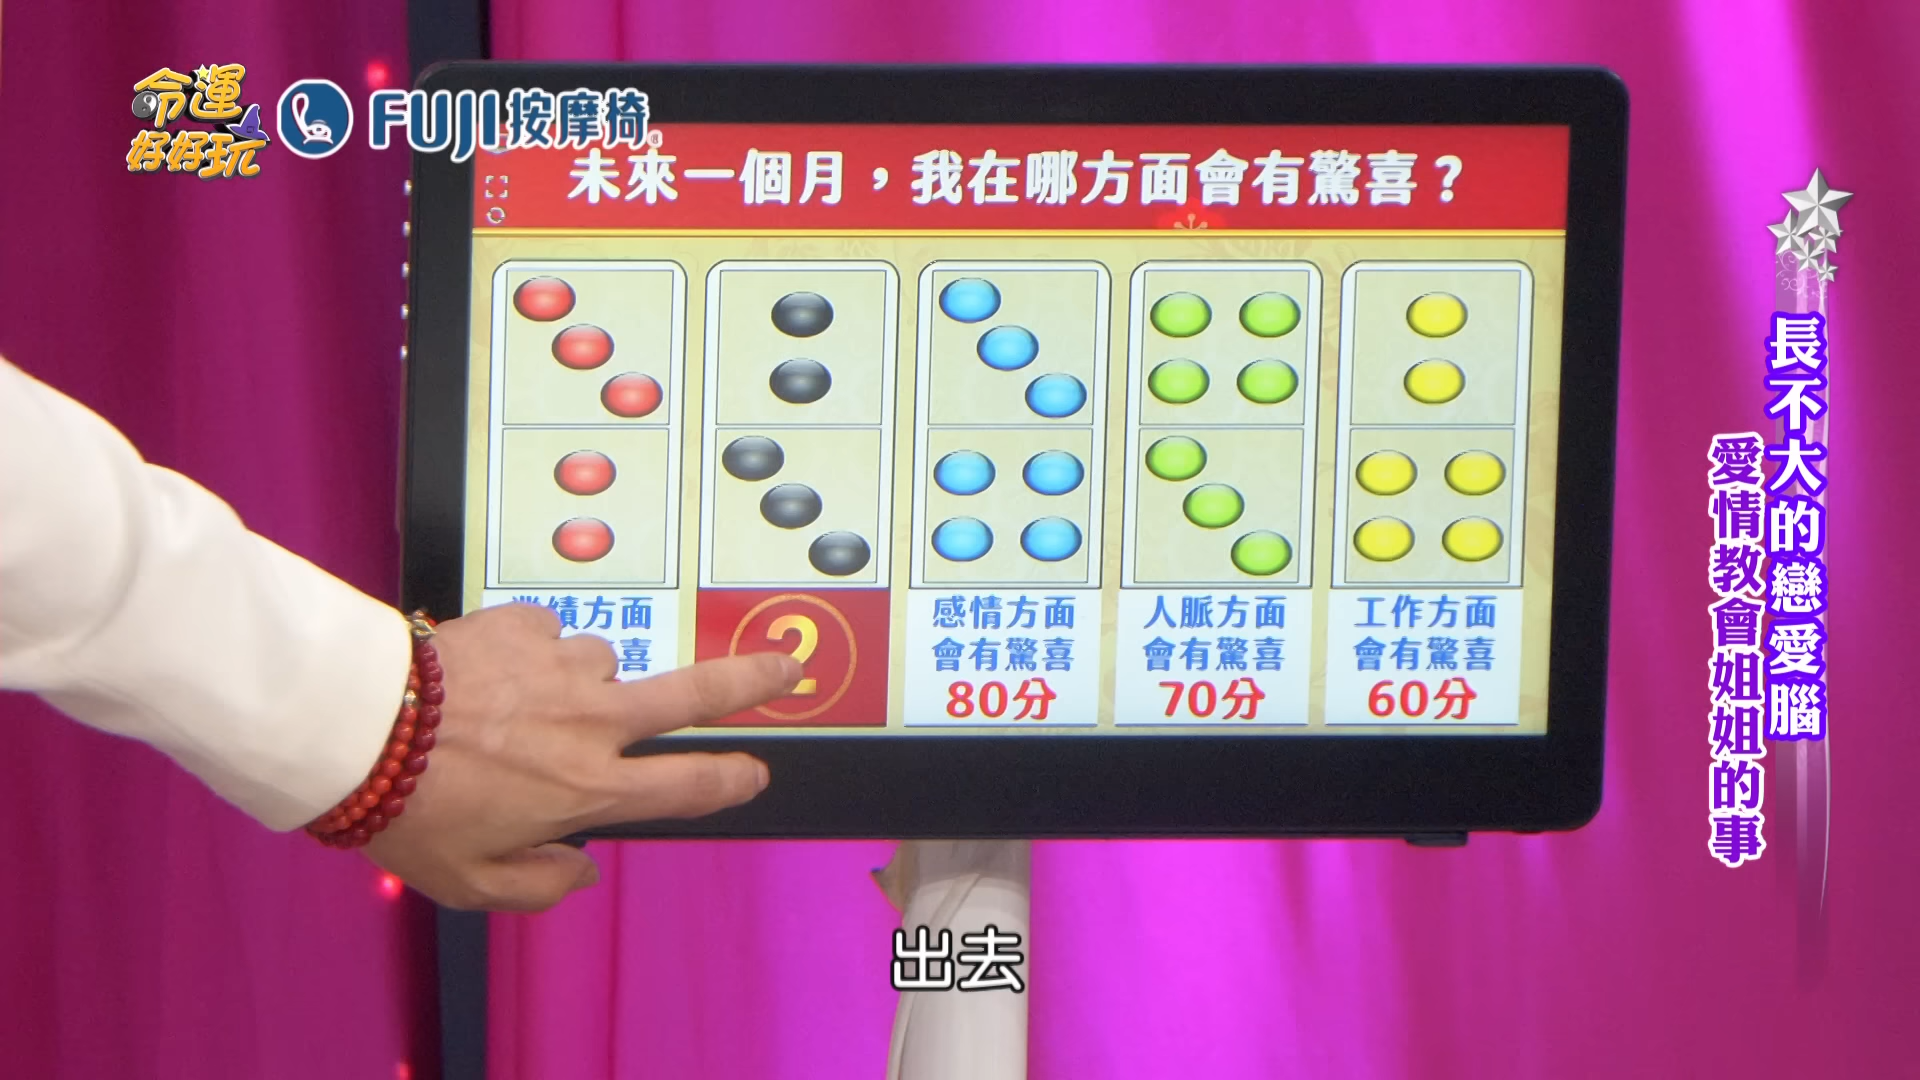 命運
好好玩
FUJI按摩椅
未來一個月，我在哪方面會有驚喜？
績方面
喜
2
感情方面
會有驚喜
80分
人脈方面
會有驚喜
70分
工作方面
會有驚喜
60分
長不大的戀愛腦
愛情教會姐姐的事
出去